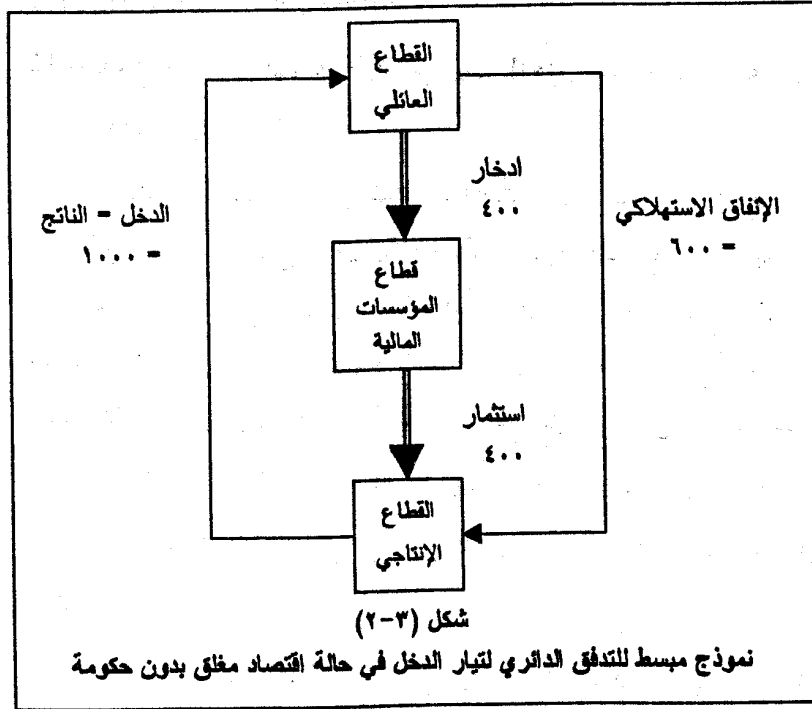 القطاع
العائلي
ادخار
٤٠٠
الدخل = الناتج
= ١٠٠٠
الإنفاق الاستهلاكي
= ٦٠٠
قطاع
المؤسسات
المالية
استثمار
٤٠٠
القطاع
الإنتاجي
شكل (٣-٢)
نموذج مبسط للتدفق الدائري لتيار الدخل في حالة اقتصاد مغلق بدون حكومة